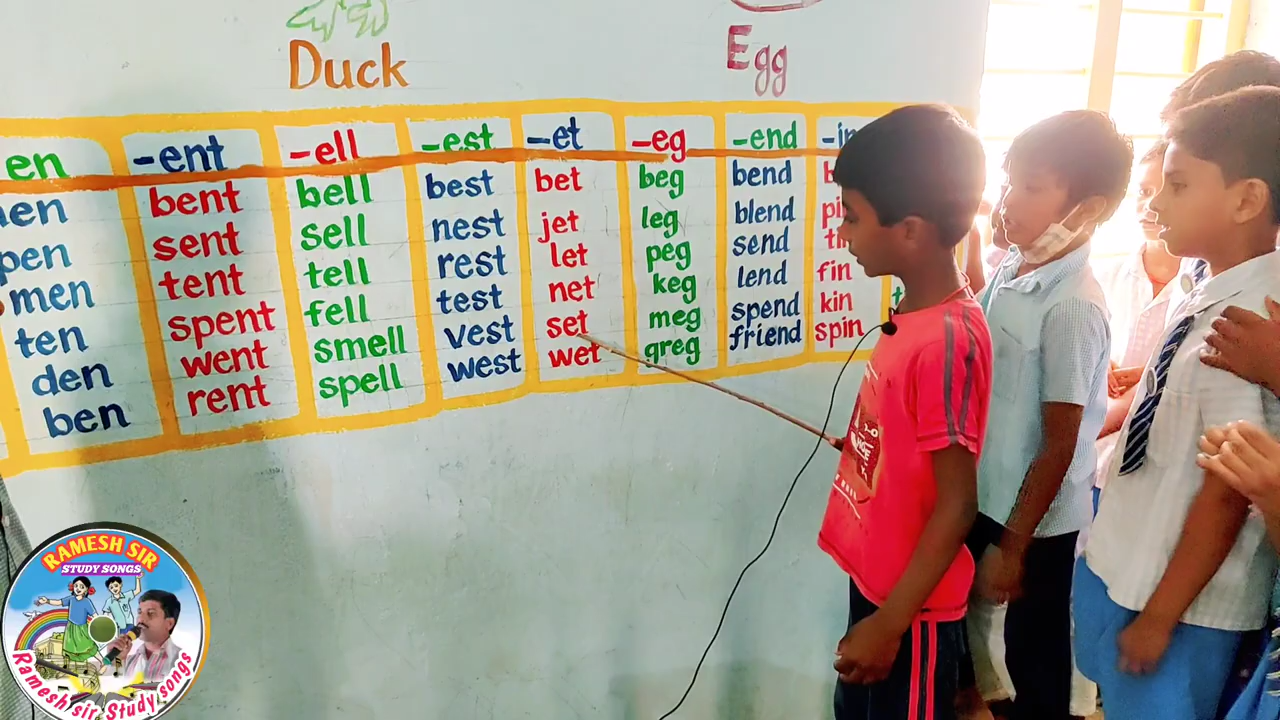 Duck
Egg
en -ent -ell -est -et -eg -end
bent bell best bet beg bend
pen sent sell nest jet leg blend
men tent tell rest let peg send
ten spent fell test net keg lend fin
den went smell vest set meg spend kin
ben rent spell west wet greg friend spin
RAMESH SIR
STUDY SONGS
Ramesh sir Study songs